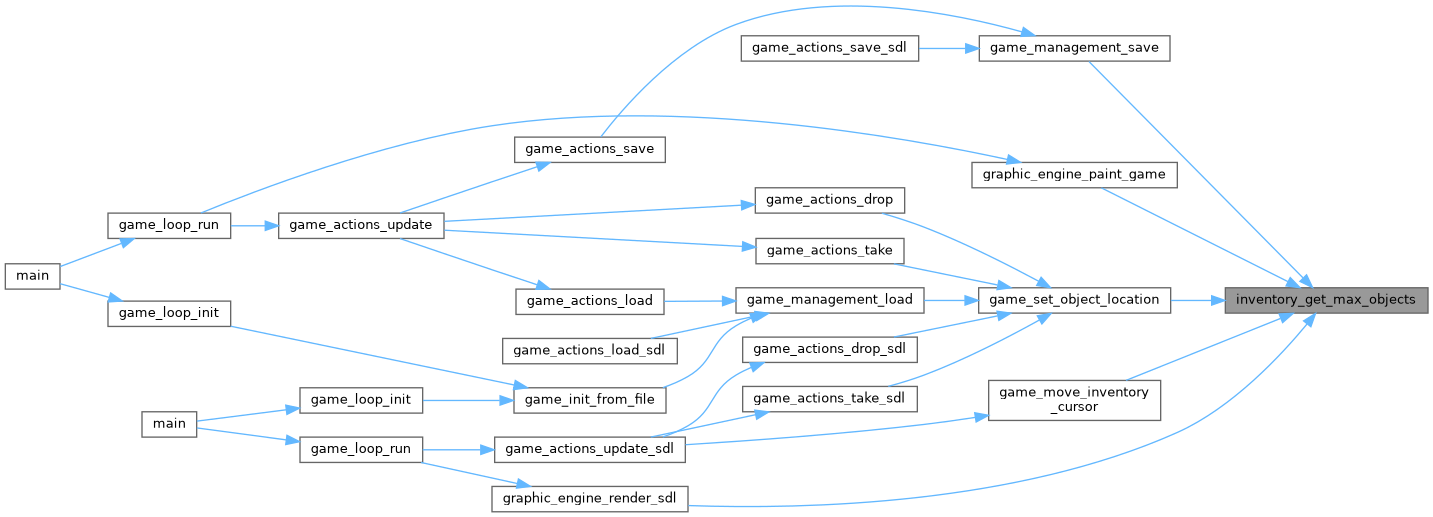 game_management_save
game_actions_save_sdl
game_actions_save
graphic_engine_paint_game
game_actions_drop
game_loop_run
game_actions_update
game_actions_take
main
game_actions_load
game_management_load
game_set_object_location
inventory_get_max_objects
game_loop_init
game_actions_load_sdl
game_actions_drop_sdl
game_loop_init
game_init_from_file
game_actions_take_sdl
game_move_inventory
_cursor
main
game_loop_run
game_actions_update_sdl
graphic_engine_render_sdl